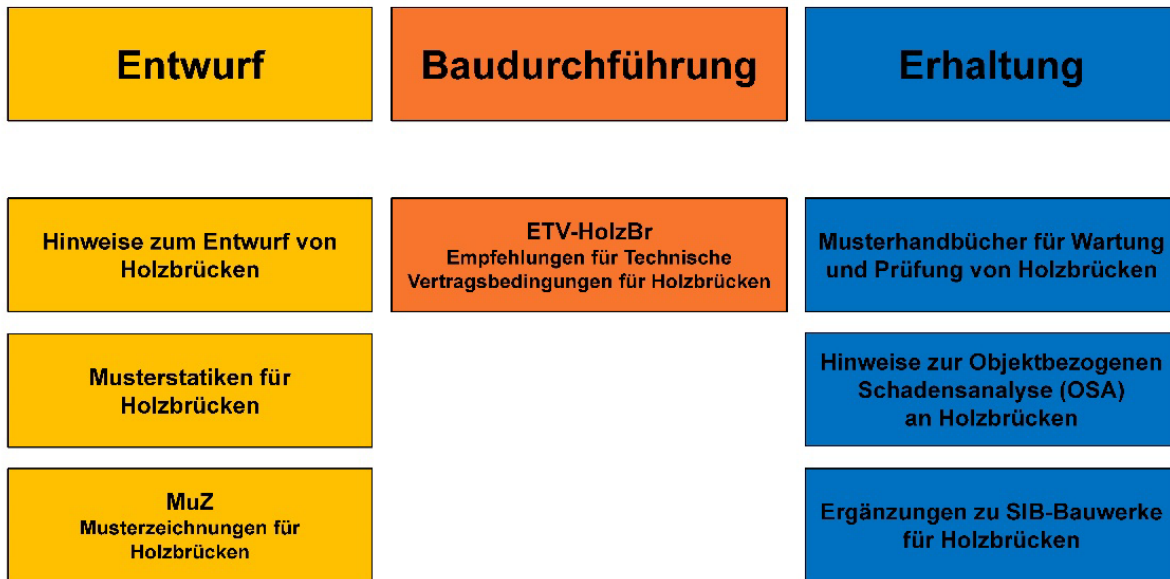 Entwurf
Baudurchführung
Erhaltung
Hinweise zum Entwurf von
Holzbrücken
ETV-HolzBr
Empfehlungen für Technische
Vertragsbedingungen für Holzbrücken
Musterhandbücher für Wartung
und Prüfung von Holzbrücken
Musterstatiken für
Holzbrücken
Hinweise zur Objektbezogenen
Schadensanalyse (OSA)
an Holzbrücken
MuZ
Musterzeichnungen für
Holzbrücken
Ergänzungen zu SIB-Bauwerke
für Holzbrücken